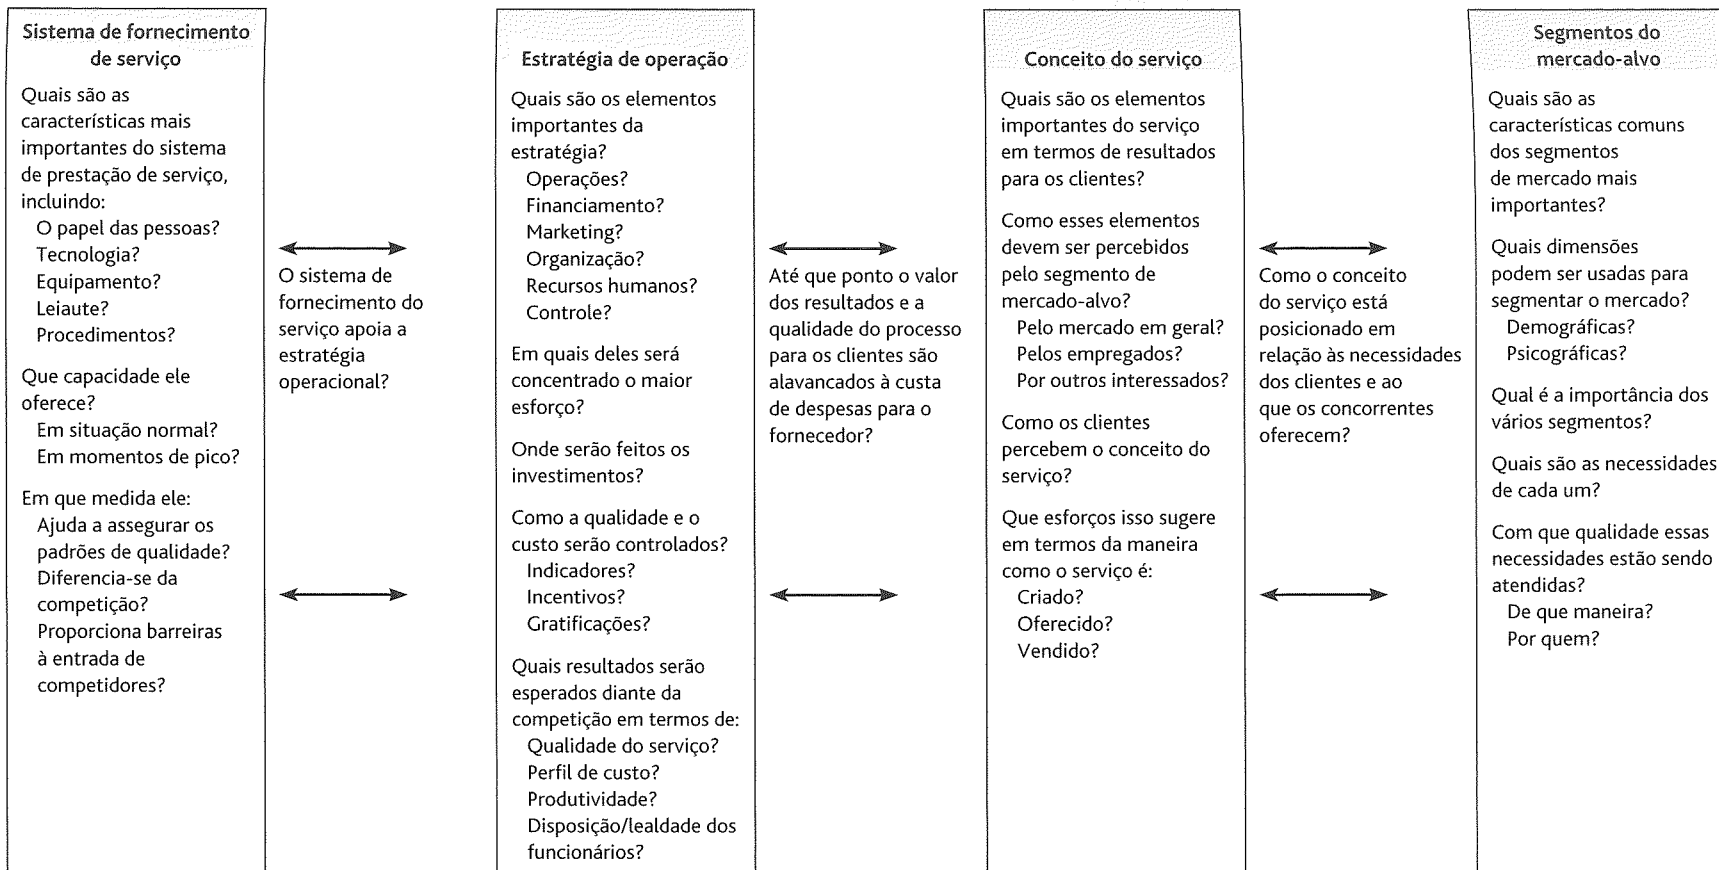 Sistema de fornecimento
de serviço
Quais são as
características mais
importantes do sistema
de prestação de serviço,
incluindo:
O papel das pessoas?
Tecnologia?
Equipamento?
Leiaute?
Procedimentos?
Que capacidade ele
oferece?
Em situação normal?
Em momentos de pico?
Em que medida ele:
Ajuda a assegurar os
padrões de qualidade?
Diferencia-se da
competição?
Proporciona barreiras
à entrada de
competidores?
O sistema de
fornecimento do
serviço apoia a
estratégia
operacional?
Estratégia de operação
Quais são os elementos
importantes da
estratégia?
Operações?
Financiamento?
Marketing?
Organização?
Recursos humanos?
Controle?
Em quais deles será
concentrado o maior
esforço?
Onde serão feitos os
investimentos?
Como a qualidade e o
custo serão controlados?
Indicadores?
Incentivos?
Gratificações?
Quais resultados serão
esperados diante da
competição em termos de:
Qualidade do serviço?
Perfil de custo?
Produtividade?
Disposição/lealdade dos
funcionários?
Até que ponto o valor
dos resultados e a
qualidade do processo
para os clientes são
alavancados à custa
de despesas para o
fornecedor?
Conceito do serviço
Quais são os elementos
importantes do serviço
em termos de resultados
para os clientes?
Como esses elementos
devem ser percebidos
pelo segmento de
mercado-alvo?
Pelo mercado em geral?
Pelos empregados?
Por outros interessados?
Como os clientes
percebem o conceito do
serviço?
Que esforços isso sugere
em termos da maneira
como o serviço é:
Criado?
Oferecido?
Vendido?
Como o conceito
do serviço está
posicionado em
relação às necessidades
dos clientes e ao
que os concorrentes
oferecem?
Segmentos do
mercado-alvo
Quais são as
características comuns
dos segmentos
de mercado mais
importantes?
Quais dimensões
podem ser usadas para
segmentar o mercado?
Demográficas?
Psicográficas?
Qual é a importância dos
vários segmentos?
Quais são as necessidades
de cada um?
Com que qualidade essas
necessidades estão sendo
atendidas?
De que maneira?
Por quem?